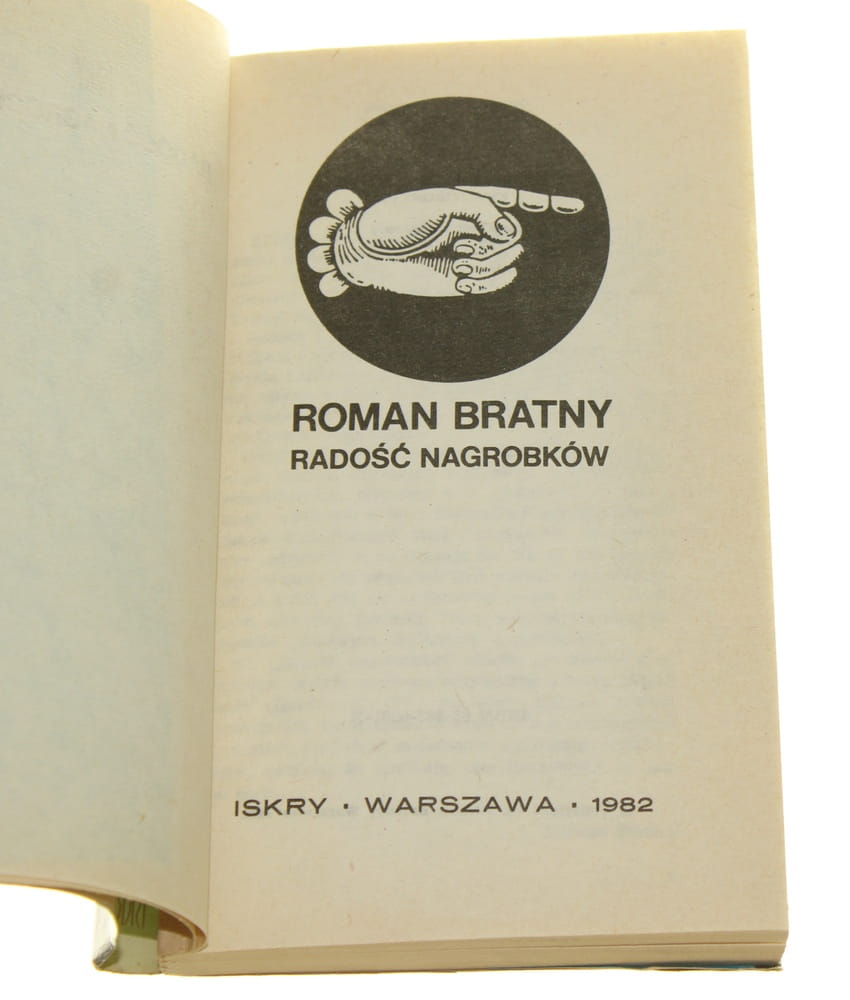 ROMAN BRATNY
RADOŚĆ NAGROBKÓW
ISKRY · WARSZAWA · 1982